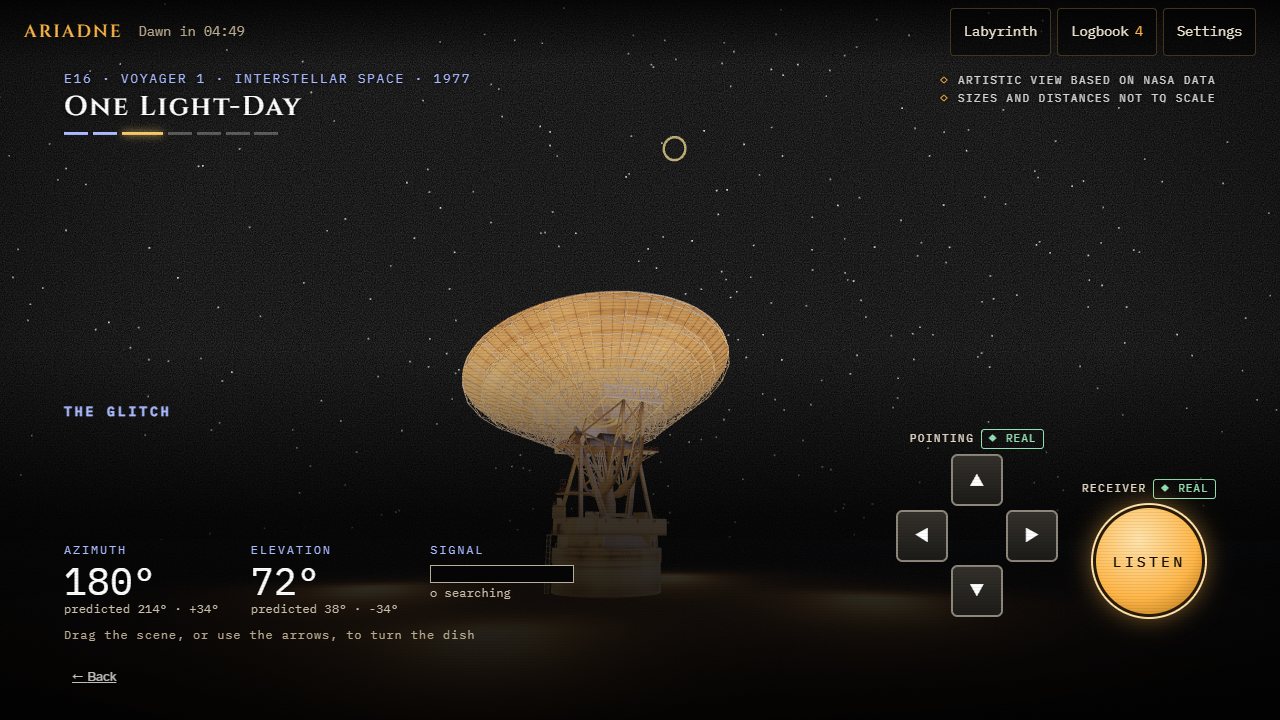 ARIADNE Dawn in 04:49 Labyrinth Logbook 4 Settings
E16 · VOYAGER 1 · INTERSTELLAR SPACE · 1977
One Light-Day
◇ ARTISTIC VIEW BASED ON NASA DATA
◇ SIZES AND DISTANCES NOT TO SCALE
THE GLITCH
POINTING ◆ REAL
RECEIVER ◆ REAL
▲
◀ ▶
▼
LISTEN
AZIMUTH ELEVATION SIGNAL
180° 72°
o searching
predicted 214° · +34° predicted 38° · -34°
Drag the scene, or use the arrows, to turn the dish
← Back